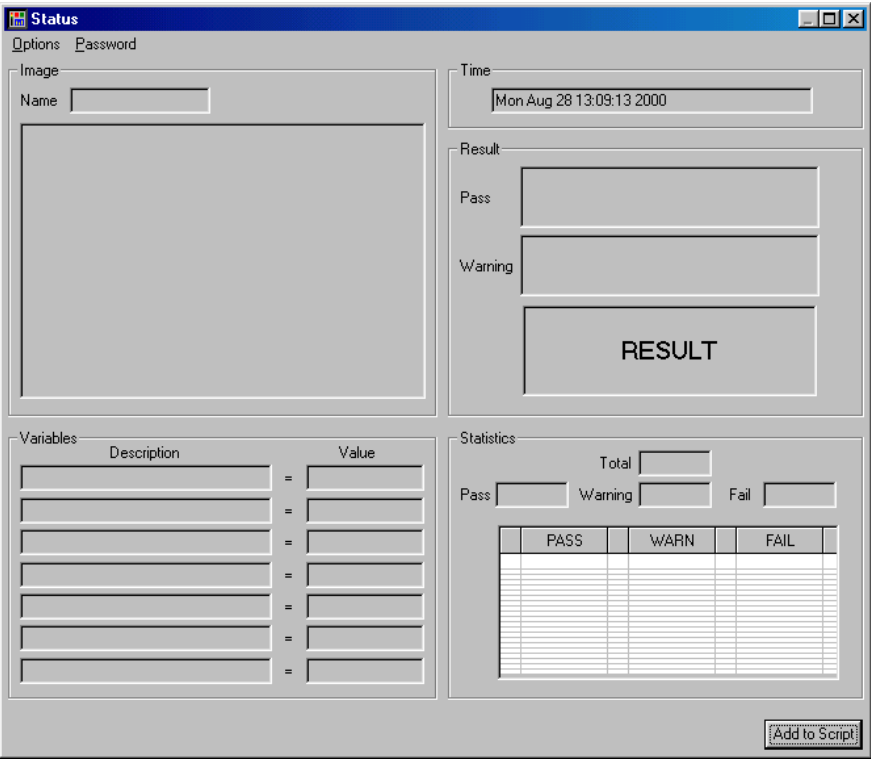 Status
Options Password
Image
Name
Time
Mon Aug 28 13:09:13 2000
Result
Pass
Warning
RESULT
Variables
Description Value
=
=
=
=
=
=
=
Statistics
Total
Pass Warning Fail
PASS WARN FAIL
Add to Script